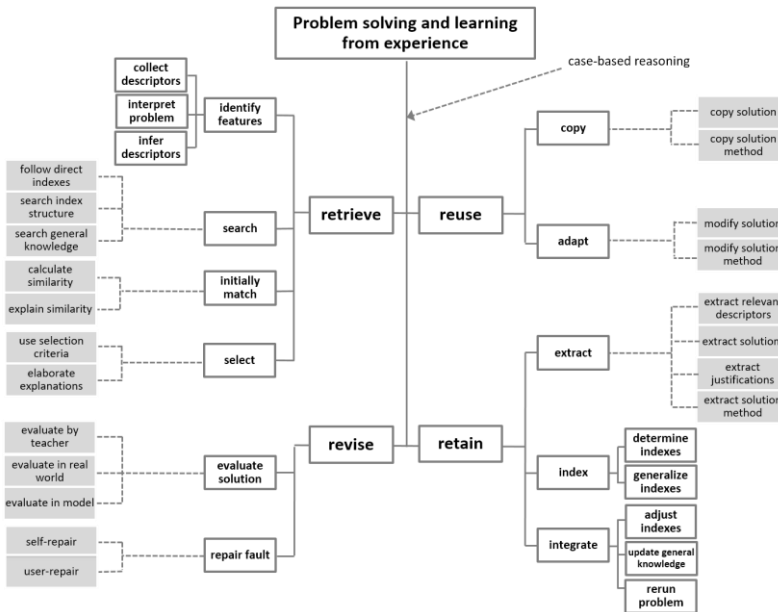 Problem solving and learning
from experience
case-based reasoning
collect
descriptors
interpret
problem
infer
descriptors
identify
features
follow direct
indexes
search index
structure
search general
knowledge
search
retrieve
calculate
similarity
explain similarity
initially
match
use selection
criteria
elaborate
explanations
select
reuse
copy
copy solution
copy solution
method
adapt
modify solution
modify solution
method
evaluate by
teacher
evaluate in real
world
evaluate in model
evaluate
solution
revise
self-repair
user-repair
repair fault
retain
extract
extract relevant
descriptors
extract solution
extract
justifications
extract solution
method
index
determine
indexes
generalize
indexes
integrate
adjust
indexes
update general
knowledge
rerun
problem